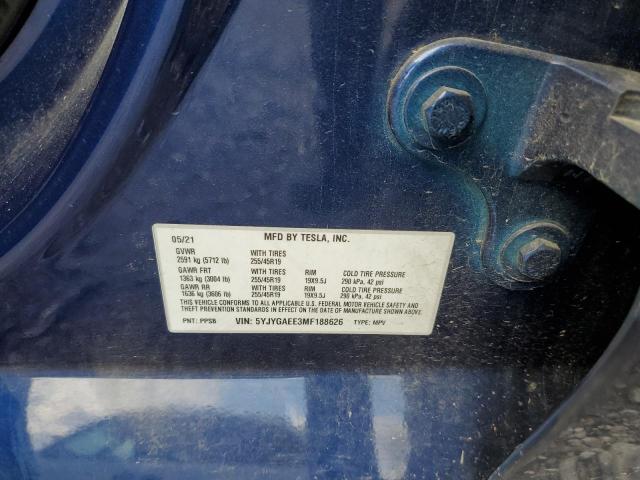 05/21 MFD BY TESLA, INC.
GVWR WITH TIRES
2591 kg (5712 lb) 255/45R19
GAWR FRT WITH TIRES RIM COLD TIRE PRESSURE
1363 kg (3004 lb) 255/45R19 19X9.5J 290 kPa, 42 psi
GAWR RR WITH TIRES RIM COLD TIRE PRESSURE
1636 kg (3606 lb) 255/45R19 19X9.5J 290 kPa, 42 psi
THIS VEHICLE CONFORMS TO ALL APPLICABLE U.S. FEDERAL MOTOR VEHICLE SAFETY AND
THEFT PREVENTION STANDARDS IN EFFECT ON THE DATE OF MANUFACTURE SHOWN ABOVE.
PNT: PPSB VIN: 5YJYGAEE3MF188626 TYPE: MPV